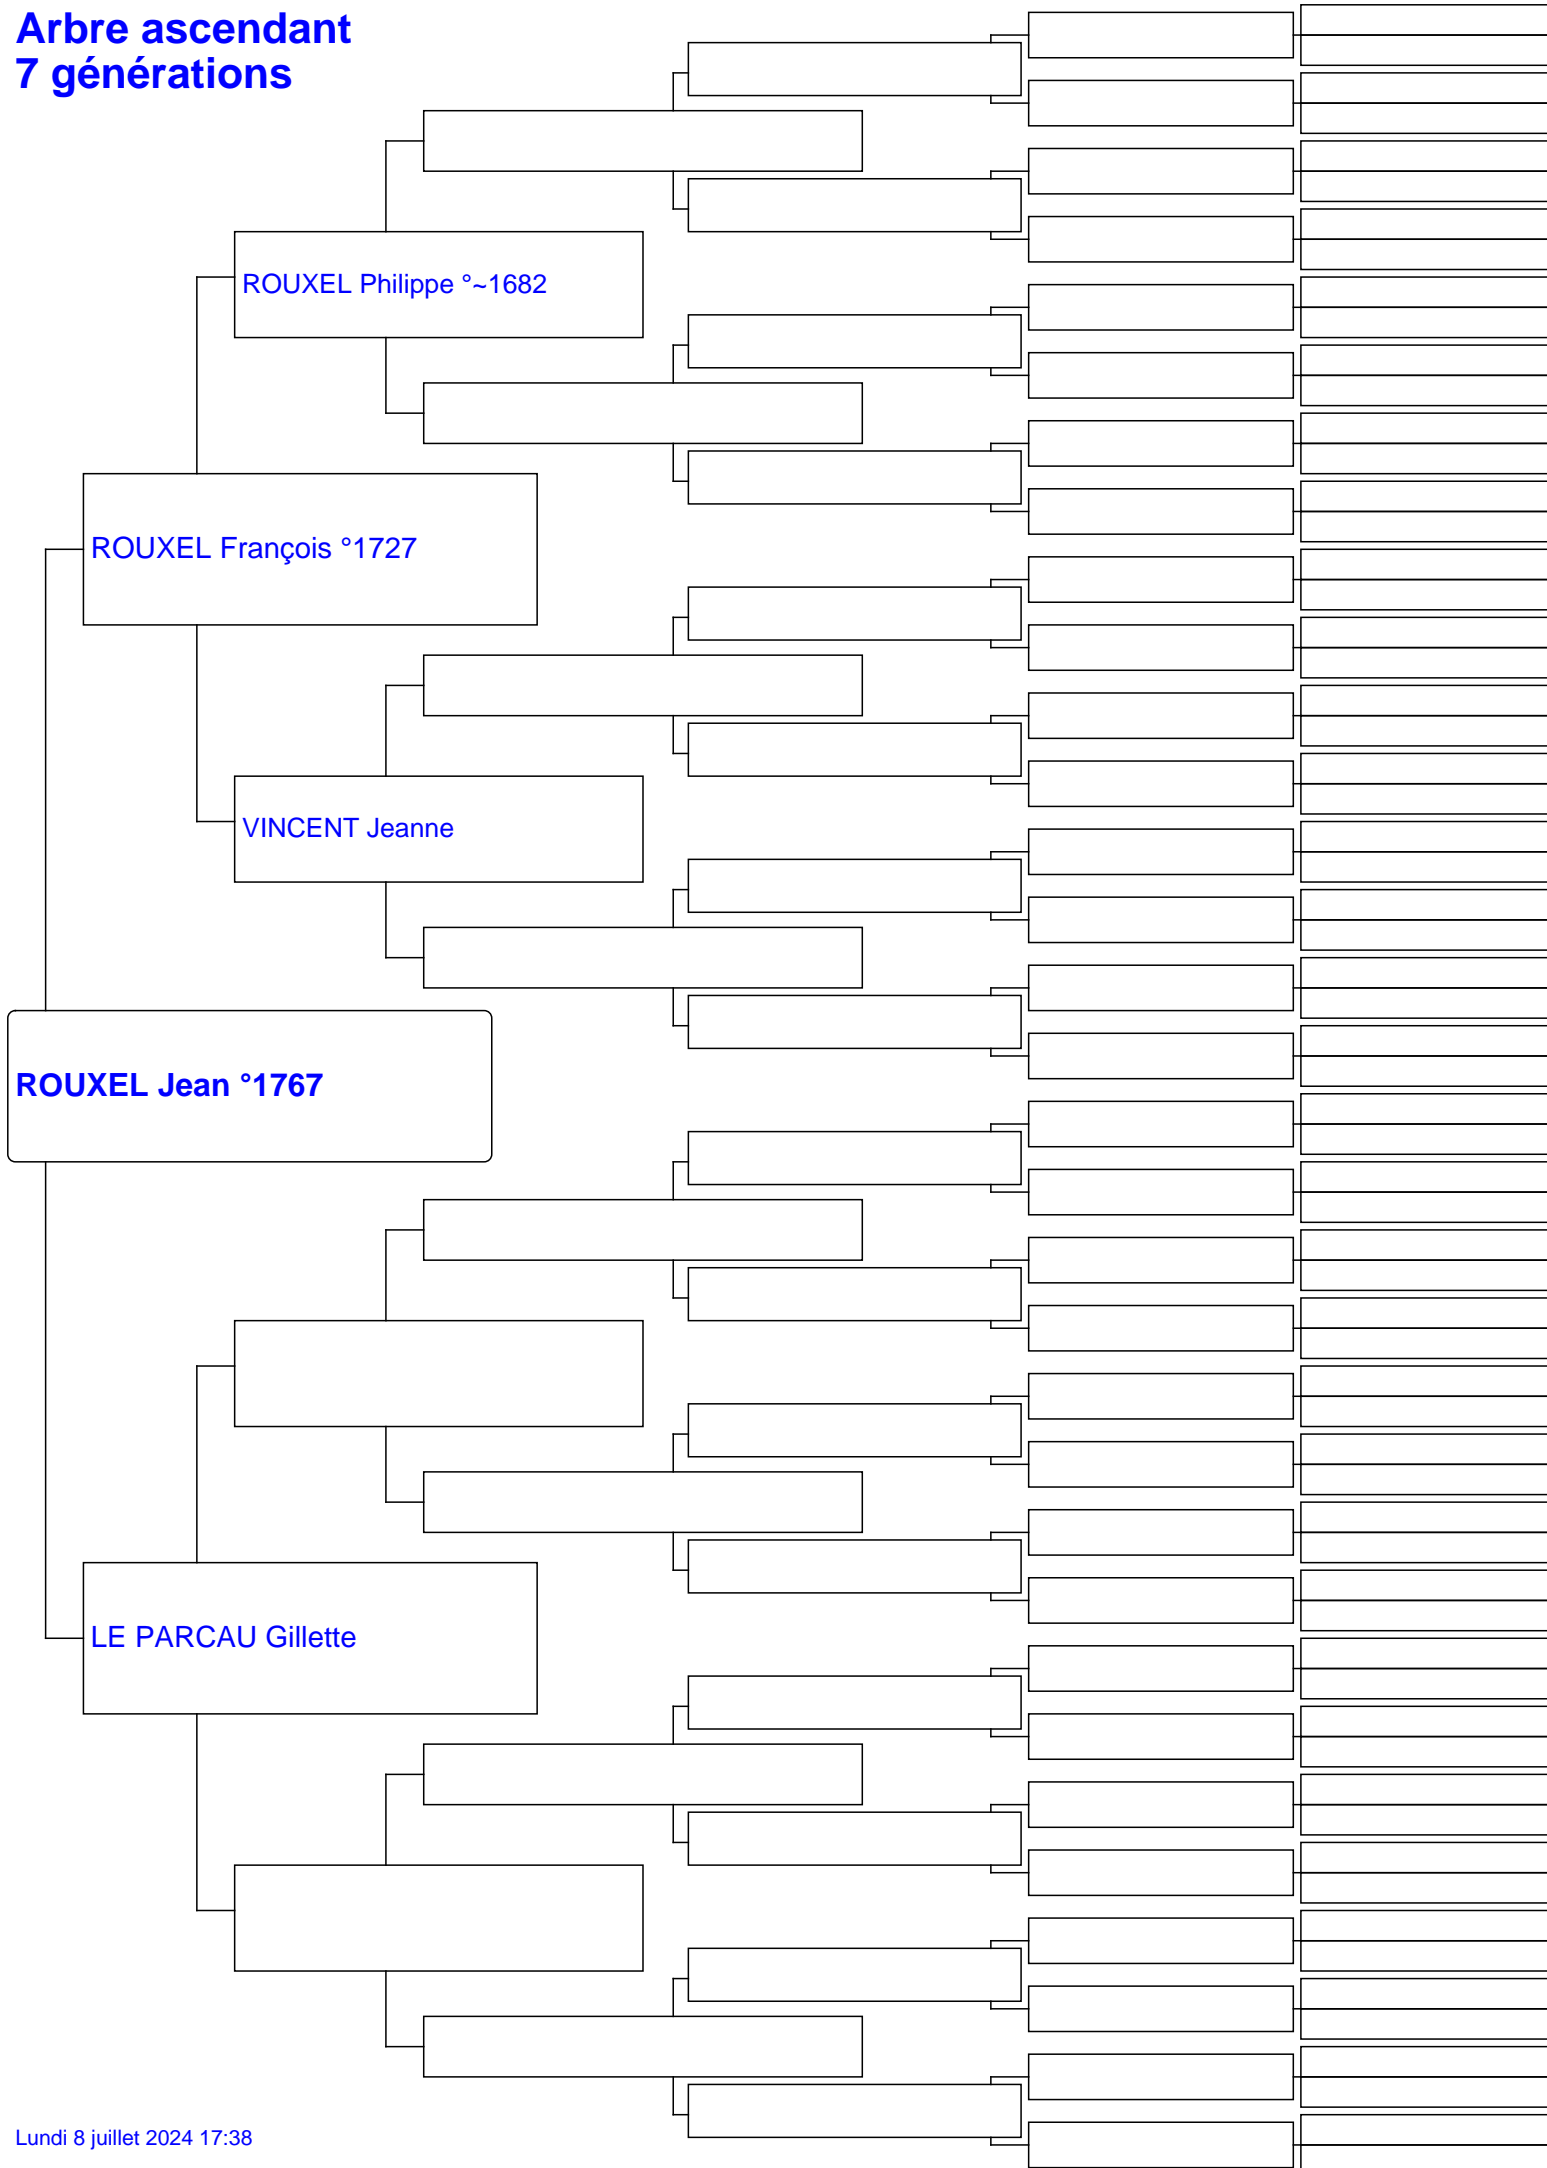 Arbre ascendant
7 générations
ROUXEL Philippe °~1682
ROUXEL François °1727
VINCENT Jeanne
ROUXEL Jean °1767
LE PARCAU Gillette
Lundi 8 juillet 2024 17:38